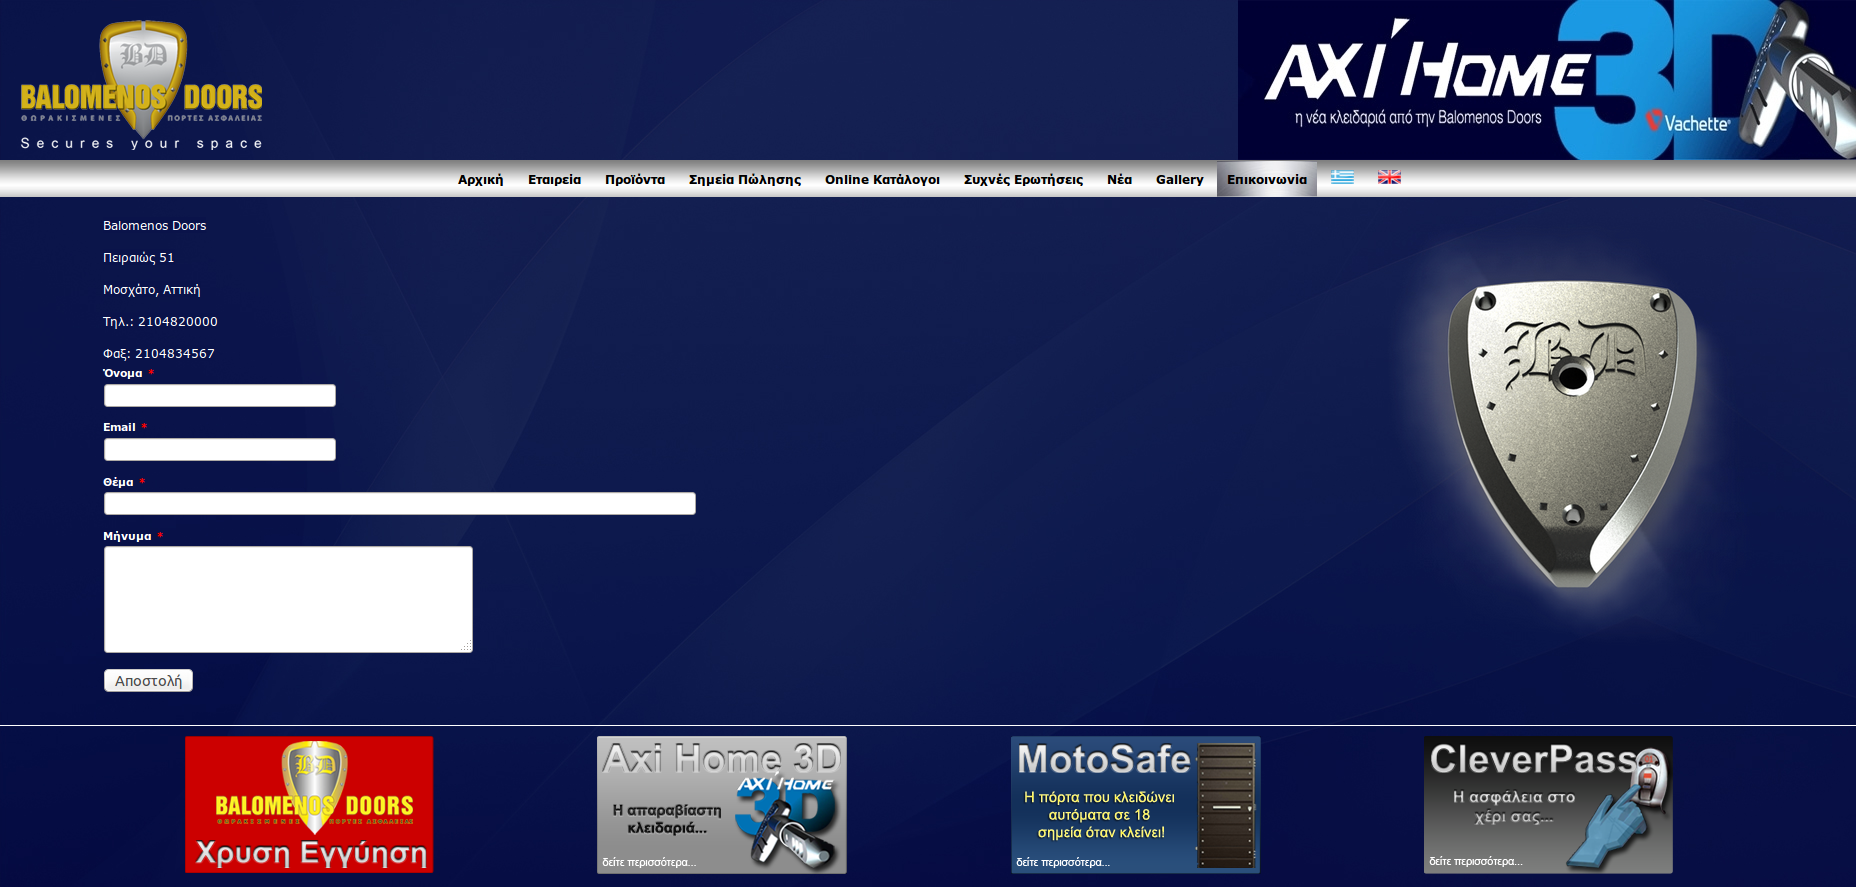 BD
BALOMENOS DOORS
ΘΩΡΑΚΙΣΜΕΝΕΣ ΠΟΡΤΕΣ ΑΣΦΑΛΕΙΑΣ
Secures your space
AXI'HOME 3D
η νέα κλειδαριά από την Balomenos Doors
Vachette®
Αρχική Εταιρεία Προϊόντα Σημεία Πώλησης Online Κατάλογοι Συχνές Ερωτήσεις Νέα Gallery Επικοινωνία
Balomenos Doors
Πειραιώς 51
Μοσχάτο, Αττική
Τηλ.: 2104820000
Φαξ: 2104834567
Όνομα *
Email *
Θέμα *
Μήνυμα *
Αποστολή
BD
BD
BALOMENOS DOORS
ΘΩΡΑΚΙΣΜΕΝΕΣ ΠΟΡΤΕΣ ΑΣΦΑΛΕΙΑΣ
Χρυση Εγγύηση
Axi Home 3D
AXI'HOME
3D
Η απαραβίαστη
κλειδαριά...
δείτε περισσότερα...
MotoSafe
Η πόρτα που κλειδώνει
αυτόματα σε 18
σημεία όταν κλείνει!
δείτε περισσότερα...
CleverPass
Η ασφάλεια στο
χέρι σας...
δείτε περισσότερα...